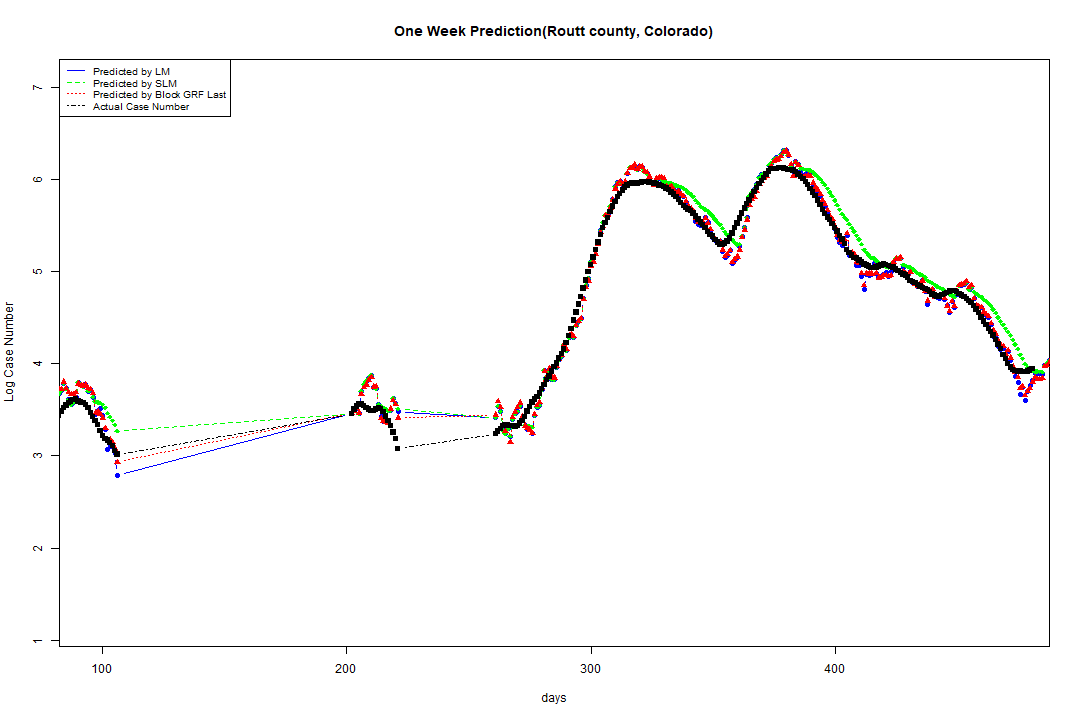 One Week Prediction(Routt county, Colorado)
Predicted by LM
Predicted by SLM
Predicted by Block GRF Last
Actual Case Number
7
6
5
4
3
2
1
Log Case Number
100 200 300 400
days